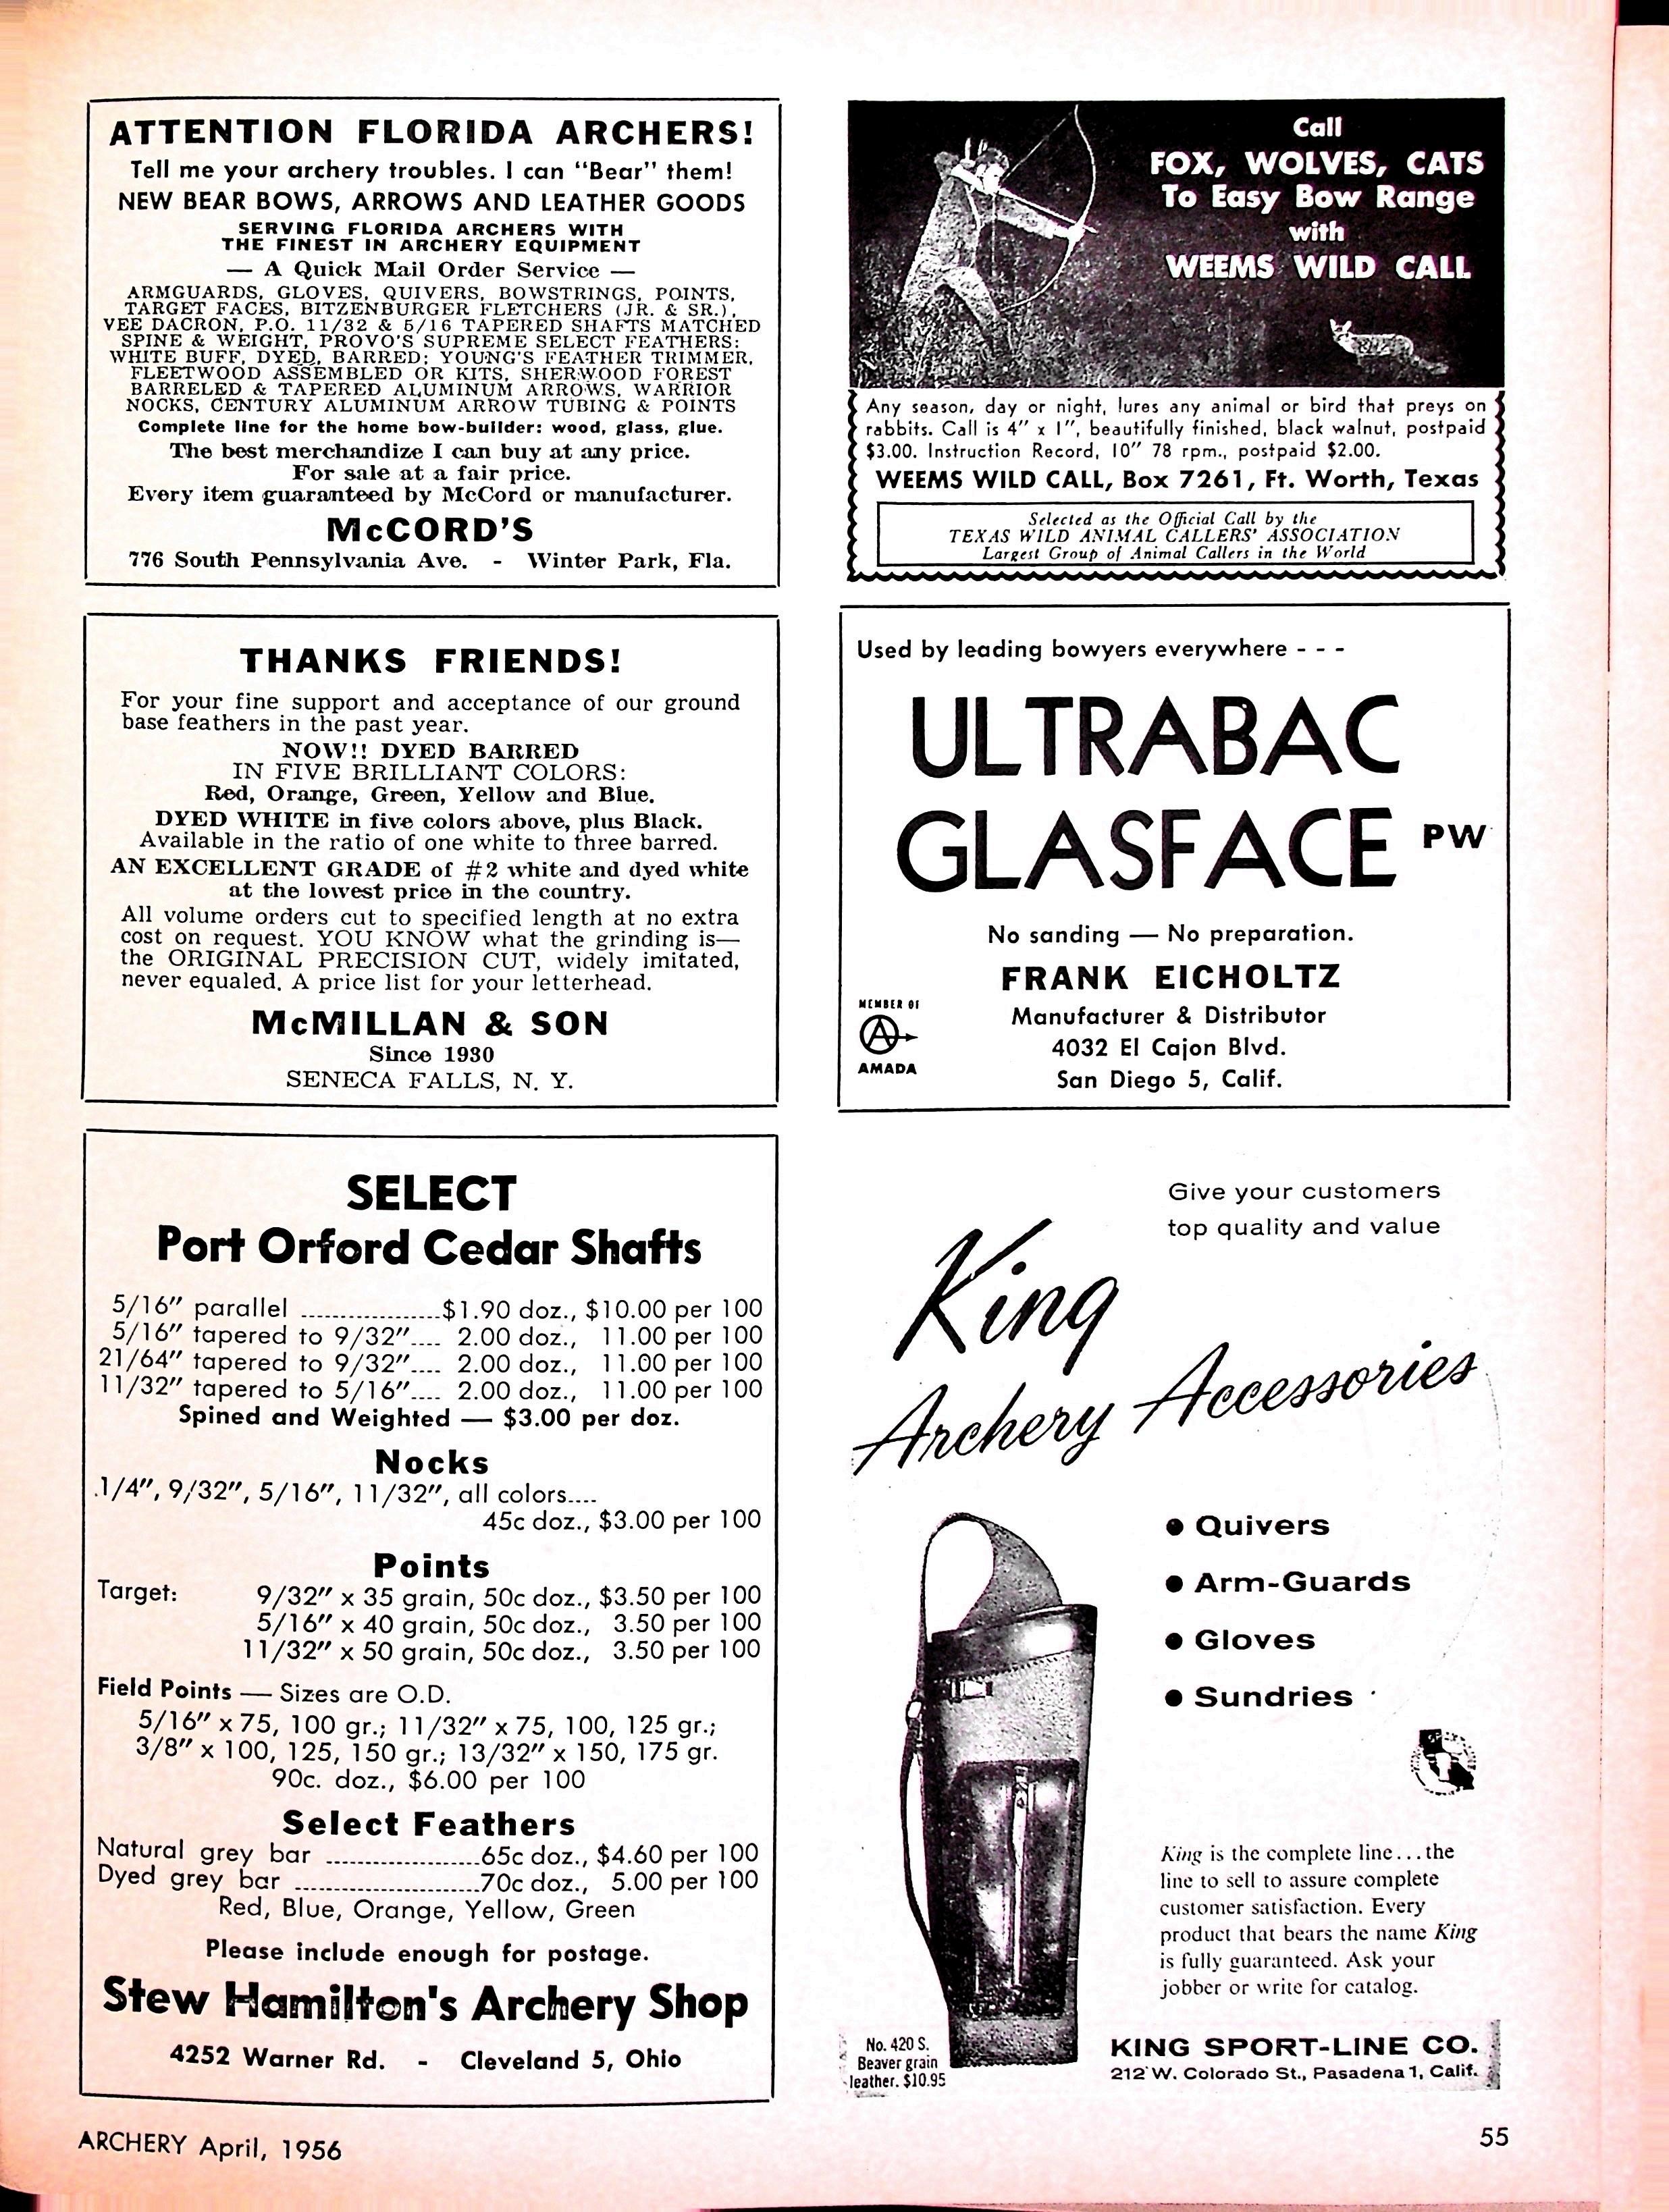 ATTENTION FLORIDA ARCHERS!
Tell me your archery troubles. I can "Bear" them!
NEW BEAR BOWS, ARROWS AND LEATHER GOODS
SERVING FLORIDA ARCHERS WITH
THE FINEST IN ARCHERY EQUIPMENT
— A Quick Mail Order Service —
ARMGUARDS, GLOVES, QUIVERS, BOWSTRINGS, POINTS,
TARGET FACES, BITZENBURGER FLETCHERS (JR. & SR.),
VEE DACRON, P.O. 11/32 & 5/16 TAPERED SHAFTS MATCHED
SPINE & WEIGHT, PROVO'S SUPREME SELECT FEATHERS:
WHITE BUFF, DYED, BARRED; YOUNG'S FEATHER TRIMMER,
FLEETWOOD ASSEMBLED OR KITS, SHERWOOD FOREST
BARRELED & TAPERED ALUMINUM ARROWS, WARRIOR
NOCKS, CENTURY ALUMINUM ARROW TUBING & POINTS
Complete line for the home bow-builder: wood, glass, glue.
The best merchandize I can buy at any price.
For sale at a fair price.
Every item guaranteed by McCord or manufacturer.
McCORD'S
776 South Pennsylvania Ave. - Winter Park, Fla.
THANKS FRIENDS!
For your fine support and acceptance of our ground
base feathers in the past year.
NOW!! DYED BARRED
IN FIVE BRILLIANT COLORS:
Red, Orange, Green, Yellow and Blue.
DYED WHITE in five colors above, plus Black.
Available in the ratio of one white to three barred.
AN EXCELLENT GRADE of #2 white and dyed white
at the lowest price in the country.
All volume orders cut to specified length at no extra
cost on request. YOU KNOW what the grinding is—
the ORIGINAL PRECISION CUT, widely imitated,
never equaled. A price list for your letterhead.
McMILLAN & SON
Since 1930
SENECA FALLS, N. Y.
SELECT
Port Orford Cedar Shafts
5/16" parallel .................$1.90 doz., $10.00 per 100
5/16" tapered to 9/32".... 2.00 doz., 11.00 per 100
21/64" tapered to 9/32".... 2.00 doz., 11.00 per 100
11/32" tapered to 5/16".... 2.00 doz., 11.00 per 100
Spined and Weighted — $3.00 per doz.
Nocks
1/4", 9/32", 5/16", 11/32", all colors....
45c doz., $3.00 per 100
Points
Target: 9/32" x 35 grain, 50c doz., $3.50 per 100
5/16" x 40 grain, 50c doz., 3.50 per 100
11/32" x 50 grain, 50c doz., 3.50 per 100
Field Points — Sizes are O.D.
5/16" x 75, 100 gr.; 11/32" x 75, 100, 125 gr.;
3/8" x 100, 125, 150 gr.; 13/32" x 150, 175 gr.
90c. doz., $6.00 per 100
Select Feathers
Natural grey bar ...................65c doz., $4.60 per 100
Dyed grey bar .......................70c doz., 5.00 per 100
Red, Blue, Orange, Yellow, Green
Please include enough for postage.
Stew Hamilton's Archery Shop
4252 Warner Rd. - Cleveland 5, Ohio
Call
FOX, WOLVES, CATS
To Easy Bow Range
with
WEEMS WILD CALL
Any season, day or night, lures any animal or bird that preys on
rabbits. Call is 4" x 1", beautifully finished, black walnut, postpaid
$3.00. Instruction Record, 10" 78 rpm., postpaid $2.00.
WEEMS WILD CALL, Box 7261, Ft. Worth, Texas
Selected as the Official Call by the
TEXAS WILD ANIMAL CALLERS' ASSOCIATION
Largest Group of Animal Callers in the World
Used by leading bowyers everywhere - - -
ULTRABAC
GLASFACE PW
No sanding — No preparation.
FRANK EICHOLTZ
Manufacturer & Distributor
4032 El Cajon Blvd.
San Diego 5, Calif.
MEMBER OF
A
AMADA
Give your customers
top quality and value
King
Archery Accessories
● Quivers
● Arm-Guards
● Gloves
● Sundries
King is the complete line...the
line to sell to assure complete
customer satisfaction. Every
product that bears the name King
is fully guaranteed. Ask your
jobber or write for catalog.
No. 420 S.
Beaver grain
leather. $10.95
KING SPORT-LINE CO.
212 W. Colorado St., Pasadena 1, Calif.
ARCHERY April, 1956
55